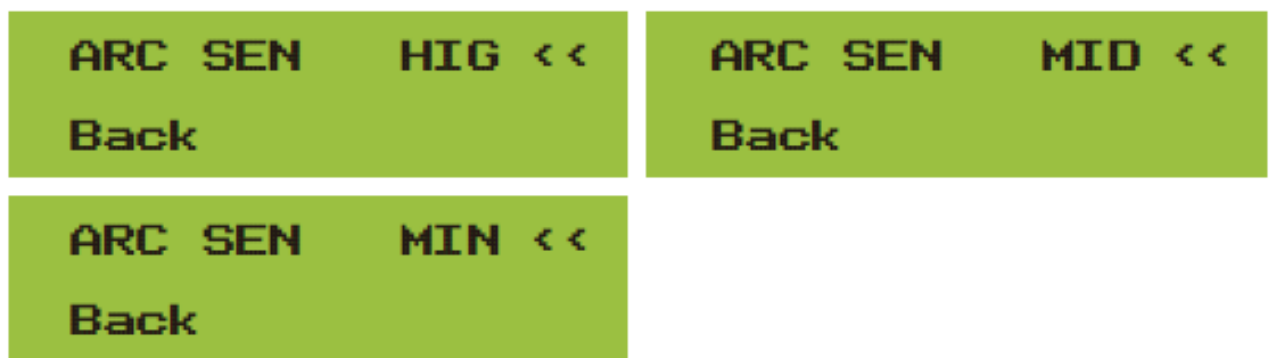 ARC SEN HIG <<
Back
ARC SEN MID <<
Back
ARC SEN MIN <<
Back